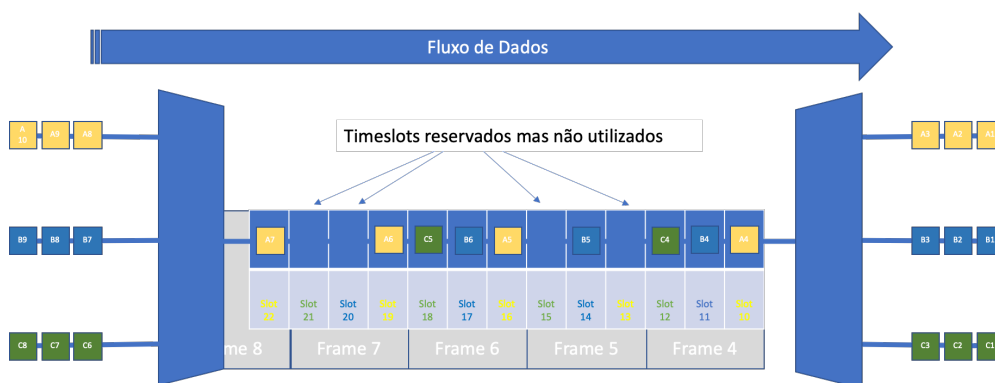 Fluxo de Dados
Timeslots reservados mas não utilizados
A
10
A9
A8
A3
A2
A1
B9
B8
B7
A7
A6
C5
B6
A5
B5
C4
B4
A4
B3
B2
B1
Slot
22
Slot
21
Slot
20
Slot
19
Slot
18
Slot
17
Slot
16
Slot
15
Slot
14
Slot
13
Slot
12
Slot
11
Slot
10
C8
C7
C6
me 8
Frame 7
Frame 6
Frame 5
Frame 4
C3
C2
C1